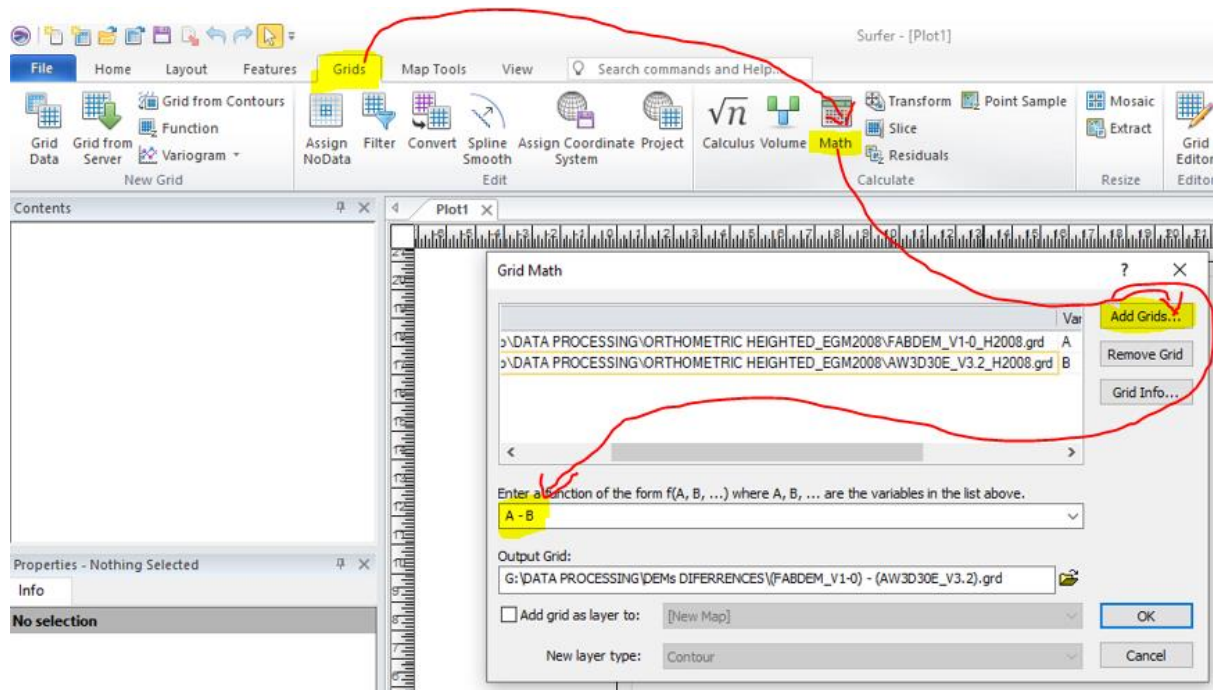 Surfer - [Plot1]
File Home Layout Features Grids Map Tools View Search commands and Help...
Grid Data
Grid from Server
Grid from Contours
Function
Variogram
New Grid
Assign NoData
Filter
Convert
Spline Smooth
Assign Coordinate System
Project
Edit
√n
Calculus
Volume
Math
Transform
Slice
Residuals
Point Sample
Calculate
Mosaic
Extract
Resize
Grid Editor
Editor
Contents
Plot1
Grid Math
?
Var
Add Grids...
\DATA PROCESSING\ORTHOMETRIC HEIGHTED_EGM2008\FABDEM_V1-0_H2008.grd A
\DATA PROCESSING\ORTHOMETRIC HEIGHTED_EGM2008\AW3D30E_V3.2_H2008.grd B
Remove Grid
Grid Info...
Enter a function of the form f(A, B, ...) where A, B, ... are the variables in the list above.
A - B
Output Grid:
G:\DATA PROCESSING\DEMs DIFERRENCES\(FABDEM_V1-0) - (AW3D30E_V3.2).grd
Add grid as layer to: [New Map]
OK
New layer type: Contour
Cancel
Properties - Nothing Selected
Info
No selection